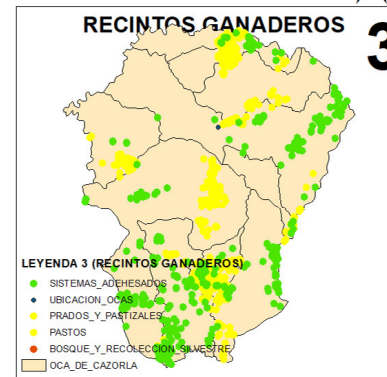 RECINTOS GANADEROS
3
LEYENDA 3 (RECINTOS GANADEROS)
SISTEMAS_ADEHESADOS
UBICACION_OCAS
PRADOS_Y_PASTIZALES
PASTOS
BOSQUE_Y_RECOLECCION_SILVESTRE
OCA_DE_CAZORLA